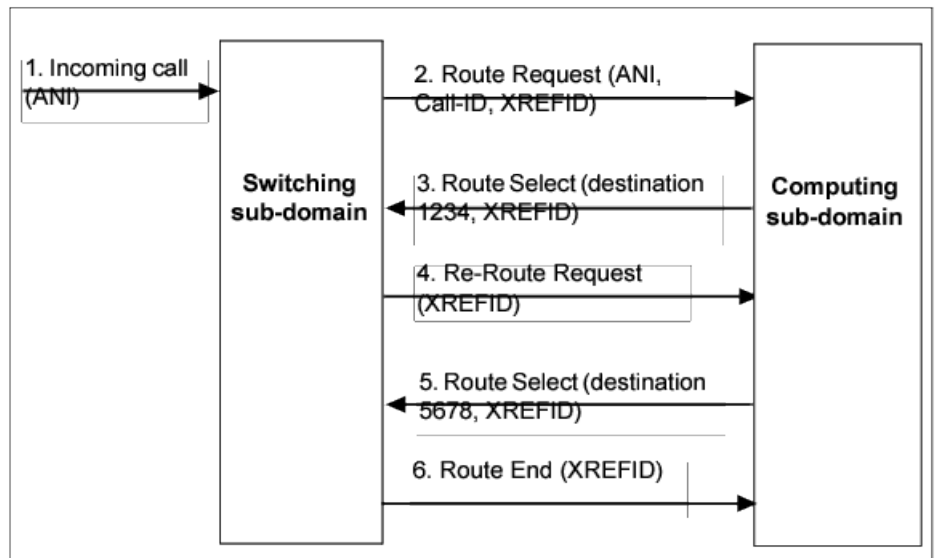 1. Incoming call
(ANI)
2. Route Request (ANI,
Call-ID, XREFID)
Switching
sub-domain
3. Route Select (destination
1234, XREFID)
Computing
sub-domain
4. Re-Route Request
(XREFID)
5. Route Select (destination
5678, XREFID)
6. Route End (XREFID)